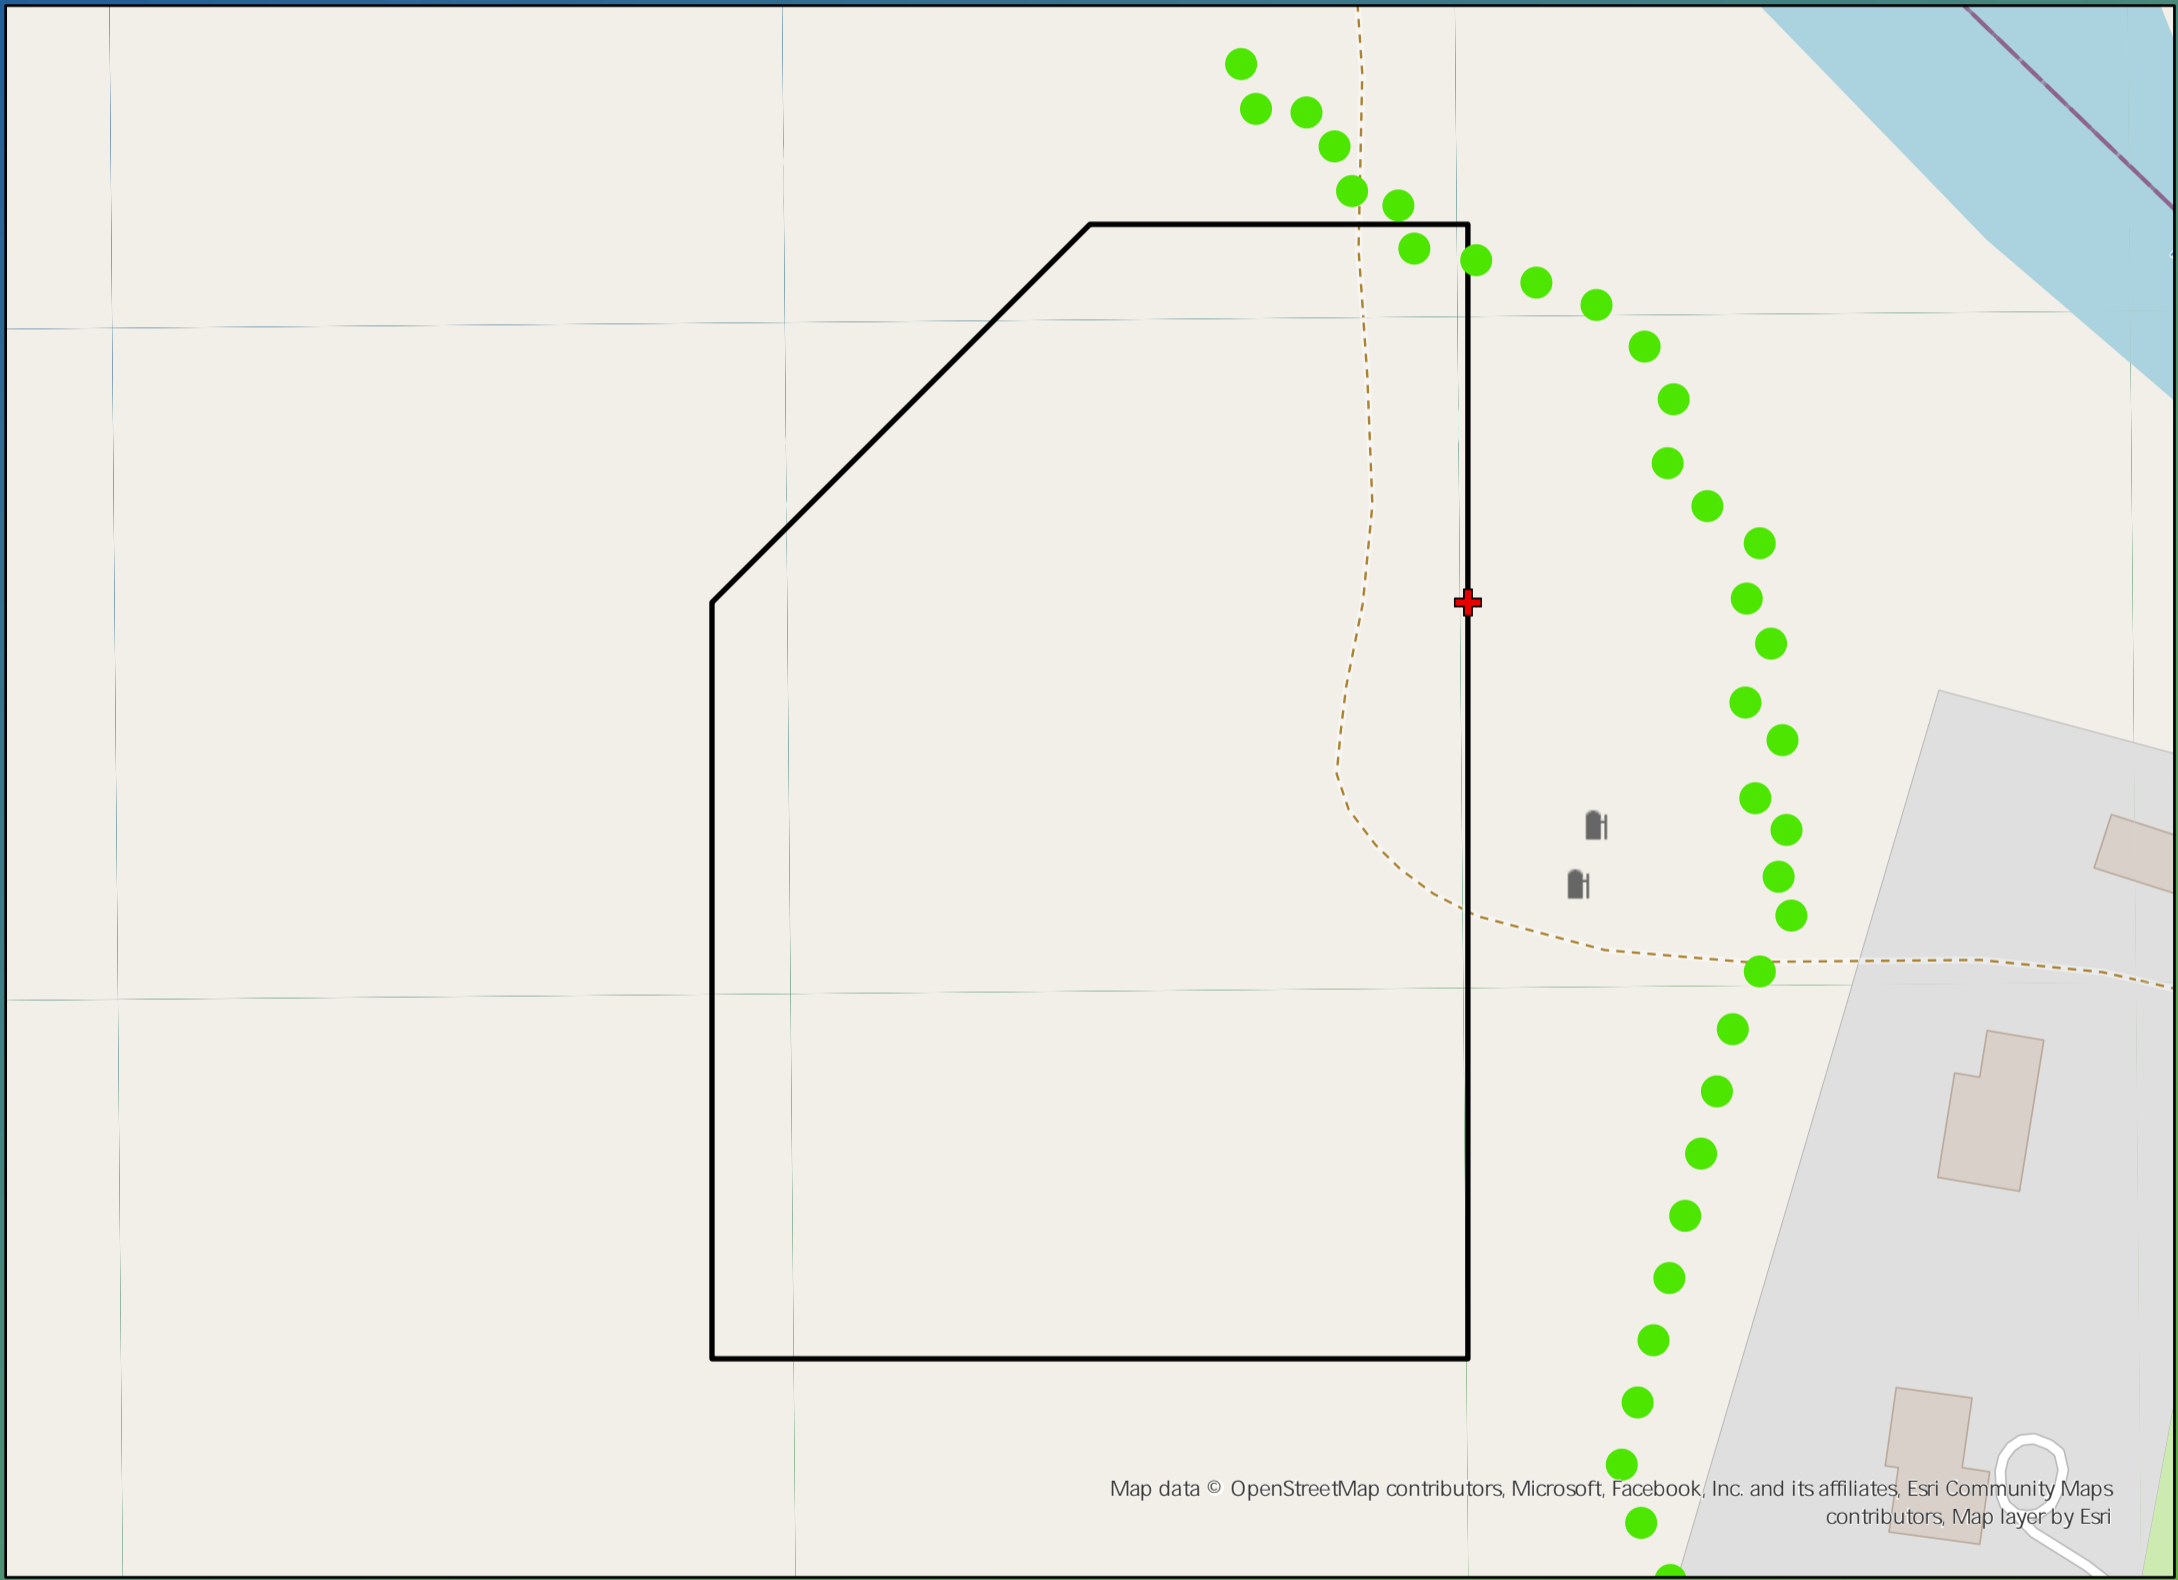 Map data © OpenStreetMap contributors, Microsoft, Facebook, Inc. and its affiliates, Esri Community Maps
contributors, Map layer by Esri